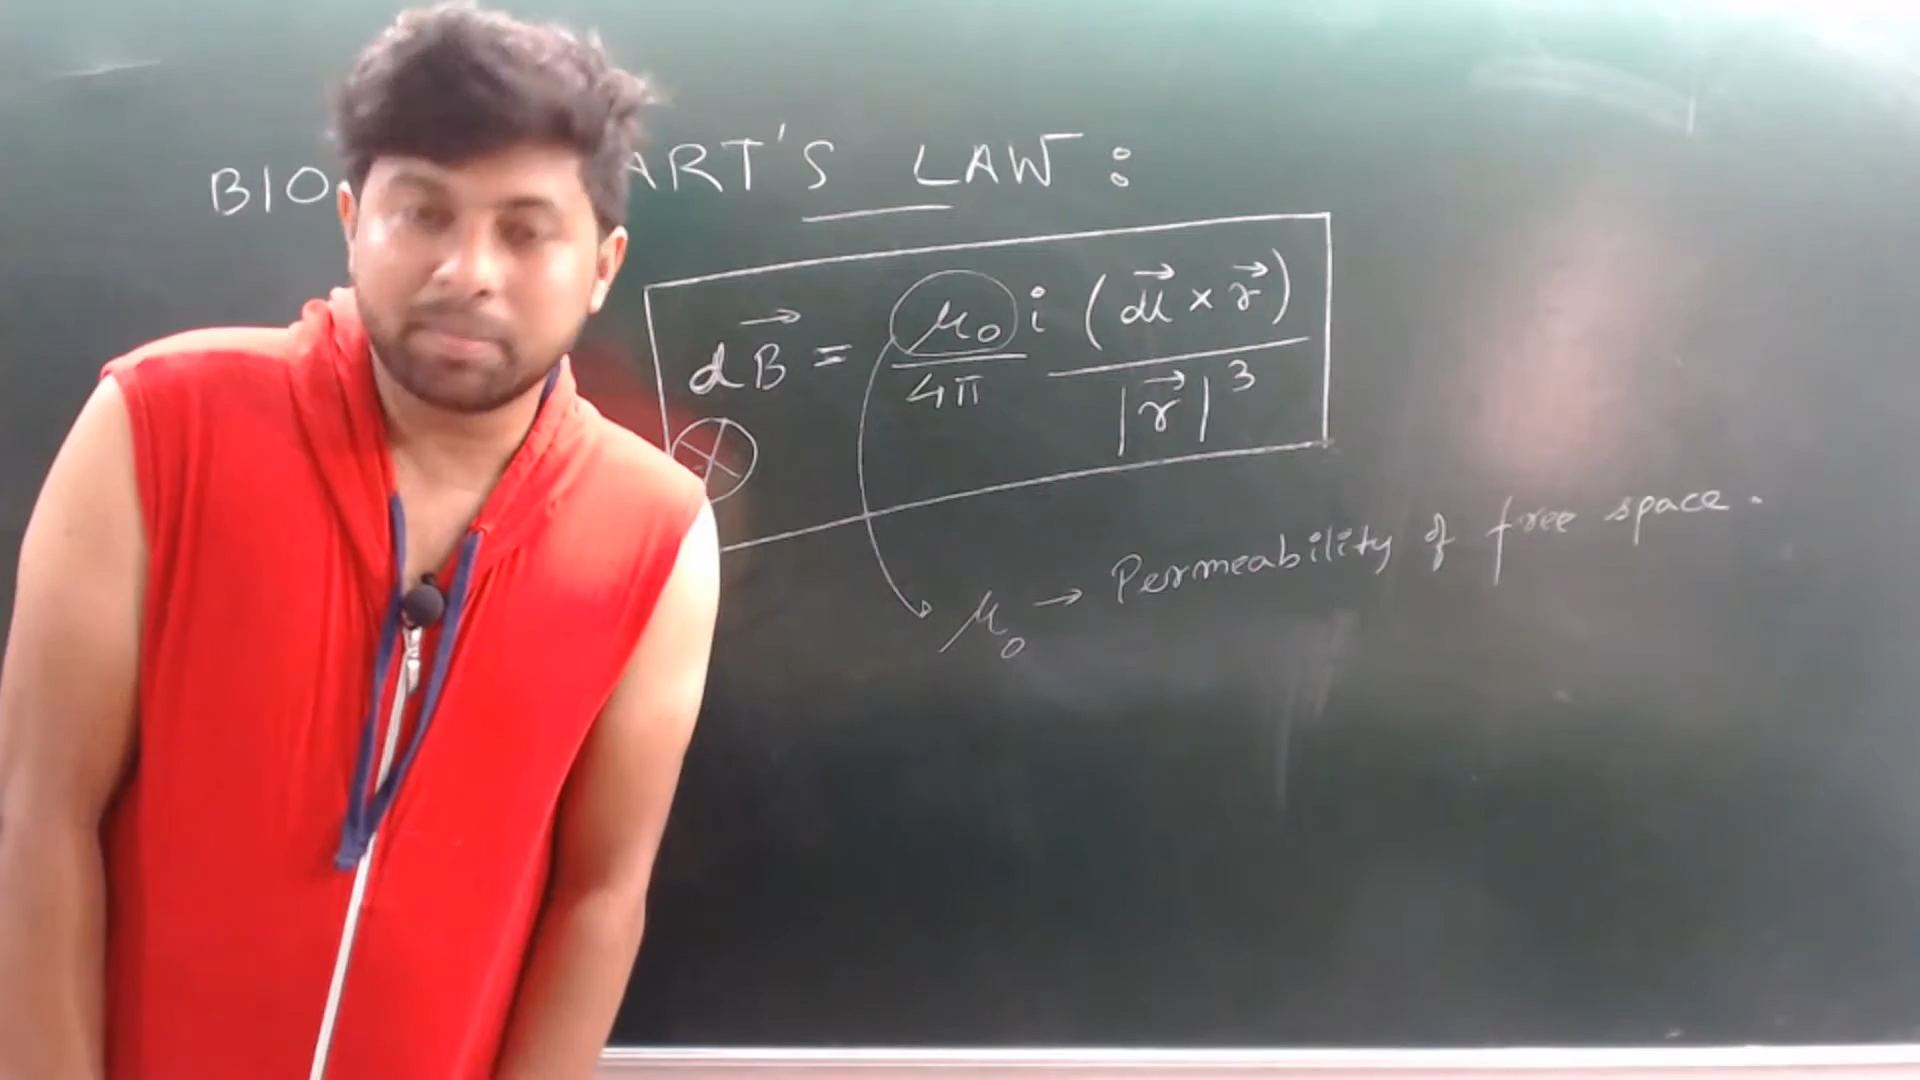 BIO ART'S LAW :
dB⃗ = μ₀/4π i (dl⃗ × r⃗)/|r⃗|³
⊗
μ₀ → Permeability of free space.